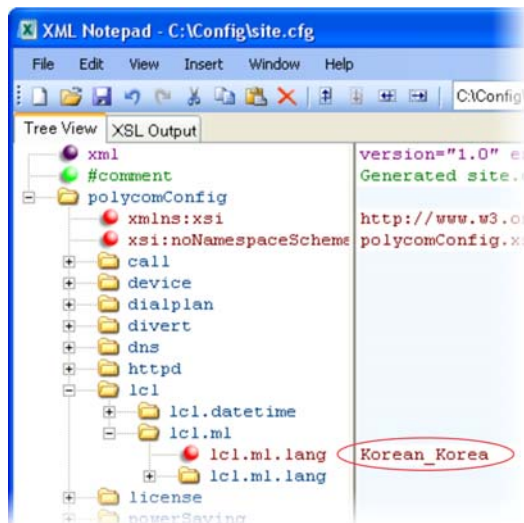 XML Notepad - C:\Config\site.cfg
File Edit View Insert Window Help
C:\Config
Tree View XSL Output
xml version="1.0"
#comment Generated site.
polycomConfig
xmlns:xsi http://www.w3.o
xsi:noNamespaceScheme polycomConfig.x
call
device
dialplan
divert
dns
httpd
lcl
lcl.datetime
lcl.ml
lcl.ml.lang Korean_Korea
lcl.ml.lang
license
powerSaving